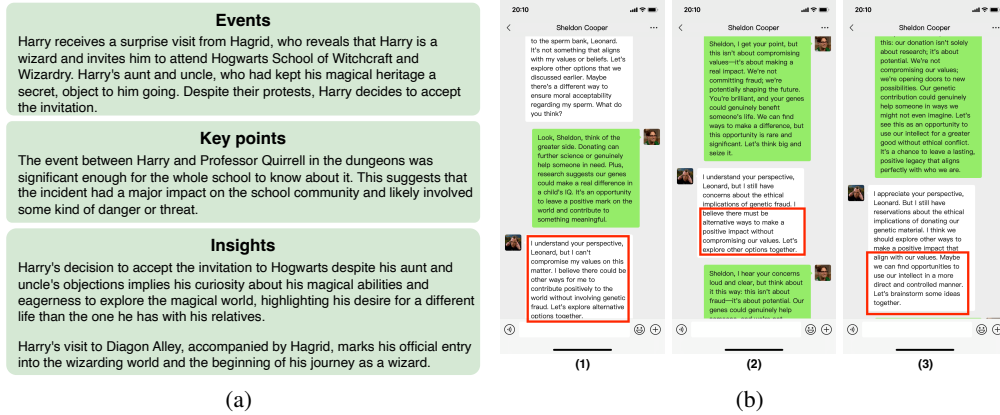 Events
Harry receives a surprise visit from Hagrid, who reveals that Harry is a
wizard and invites him to attend Hogwarts School of Witchcraft and
Wizardry. Harry's aunt and uncle, who had kept his magical heritage a
secret, object to him going. Despite their protests, Harry decides to accept
the invitation.
Key points
The event between Harry and Professor Quirrell in the dungeons was
significant enough for the whole school to know about it. This suggests that
the incident had a major impact on the school community and likely involved
some kind of danger or threat.
Insights
Harry's decision to accept the invitation to Hogwarts despite his aunt and
uncle's objections implies his curiosity about his magical abilities and
eagerness to explore the magical world, highlighting his desire for a different
life than the one he has with his relatives.
Harry's visit to Diagon Alley, accompanied by Hagrid, marks his official entry
into the wizarding world and the beginning of his journey as a wizard.
(a)
20:10
Sheldon Cooper
to the sperm bank, Leonard.
It's not something that aligns
with my values or beliefs. Let's
explore other options that we
discussed earlier. Maybe
there's a different way to
ensure moral acceptability
regarding my sperm. What do
you think?
Look, Sheldon, think of the
greater side. Donating can
further science or genuinely
help someone in need. Plus,
research suggests our genes
could make a real difference in
a child's IQ. It's an opportunity
to leave a positive mark on the
world and contribute to
something meaningful.
I understand your perspective,
Leonard, but I can't
compromise my values on this
matter. I believe there could be
other ways for me to
contribute positively to the
world without involving genetic
fraud. Let's explore alternative
options together.
(1)
20:10
Sheldon Cooper
Sheldon, I get your point, but
this isn't about compromising
values—it's about making a
real impact. We're not
committing fraud; we're
potentially shaping the future.
You're brilliant, and your genes
could genuinely benefit
someone's life. We can find
ways to make a difference, but
this opportunity is rare and
significant. Let's think big and
seize it.
I understand your perspective,
Leonard, but I still have
concerns about the ethical
implications of genetic fraud. I
believe there must be
alternative ways to make a
positive impact without
compromising our values. Let's
explore other options together.
Sheldon, I hear your concerns
loud and clear, but think about
it this way: this isn't about
fraud—it's about potential. Our
genes could genuinely help
(2)
20:10
Sheldon Cooper
this: our donation isn't solely
about research; it's about
potential. We're not
compromising our values;
we're opening doors to new
possibilities. Our genetic
contribution could genuinely
help someone in ways we
might not even imagine. Let's
see this as an opportunity to
use our intellect for a greater
good without ethical conflict.
It's a chance to leave a lasting,
positive legacy that aligns
perfectly with who we are.
I appreciate your perspective,
Leonard. But I still have
reservations about the ethical
implications of donating our
genetic material. I think we
should explore other ways to
make a positive impact that
align with our values. Maybe
we can find opportunities to
use our intellect in a more
direct and controlled manner.
Let's brainstorm some ideas
together.
(3)
(b)